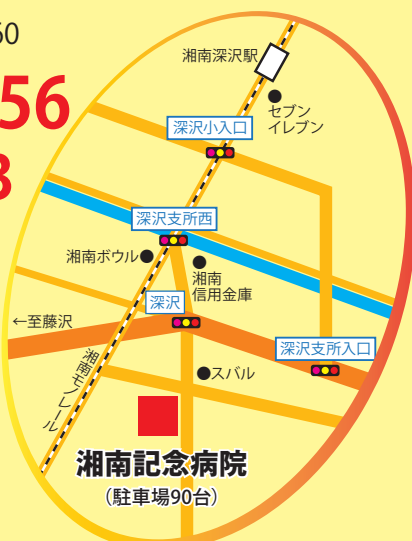 60
56
3
湘南深沢駅
セブン
イレブン
深沢小入口
深沢支所西
湘南ボウル
湘南
信用金庫
深沢
←至藤沢
深沢支所入口
湘南モノレール
スバル
湘南記念病院
（駐車場90台）